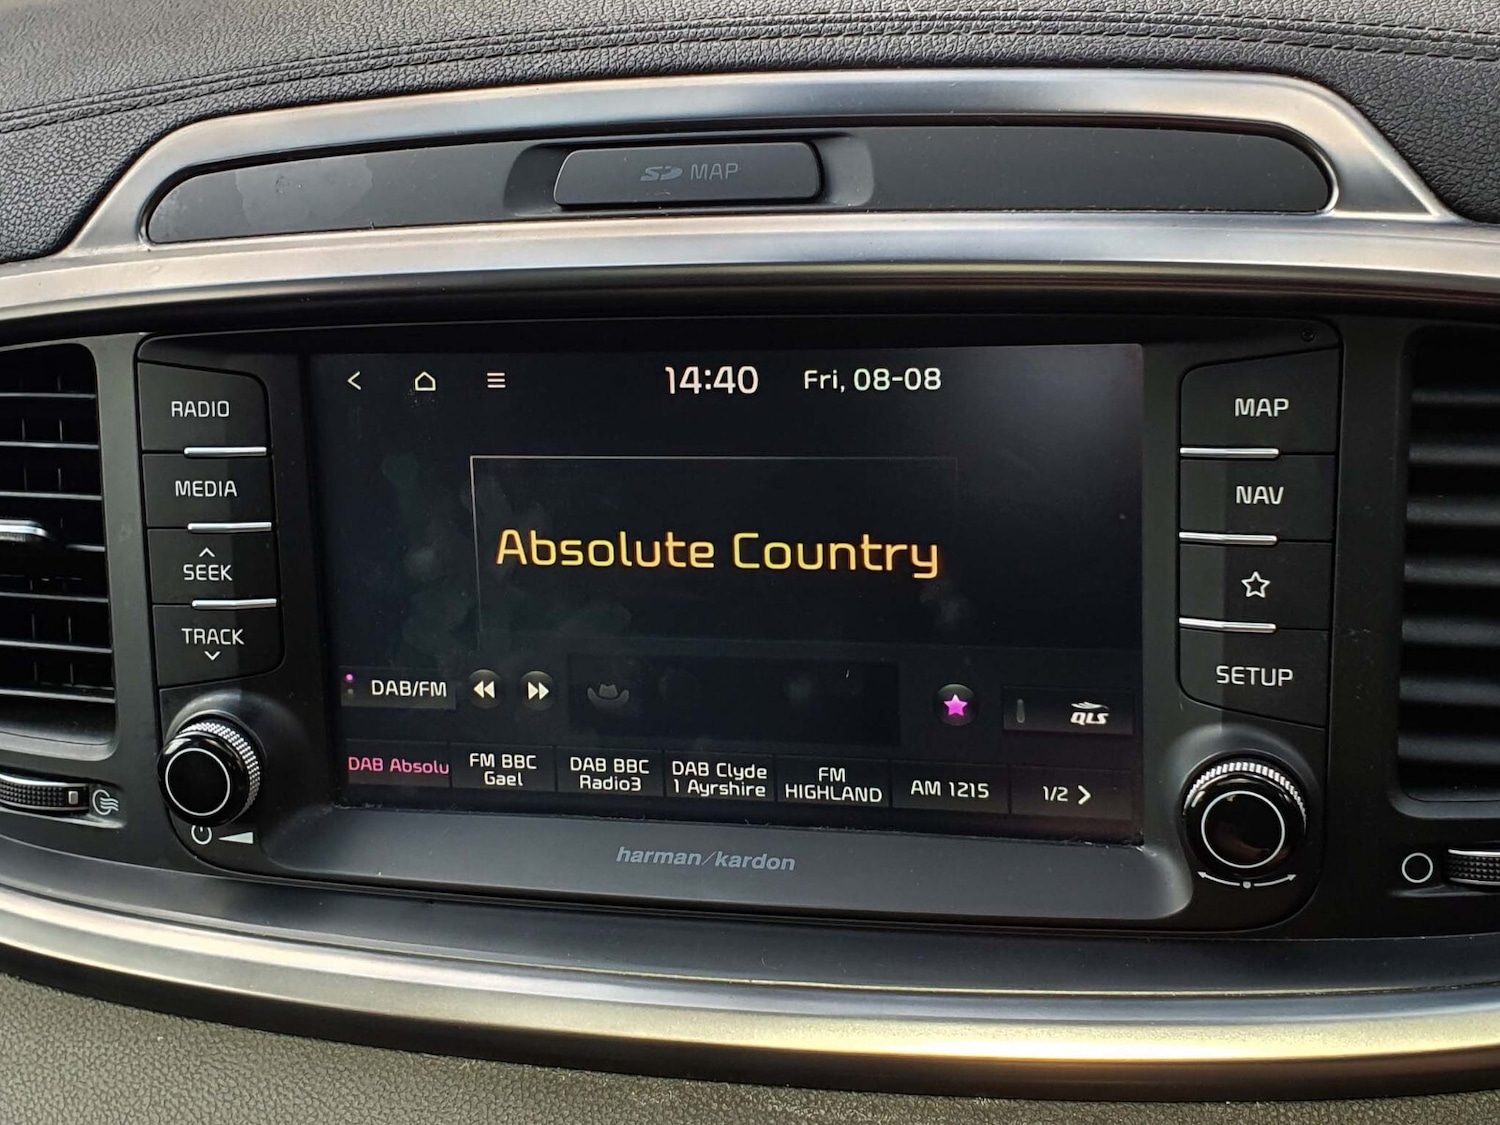 SD MAP
14:40 Fri, 08-08
RADIO
MEDIA
SEEK
TRACK
Absolute Country
MAP
NAV
SETUP
DAB/FM
QLS
DAB Absolu
FM BBC
Gael
DAB BBC
Radio3
DAB Clyde
1 Ayrshire
FM
HIGHLAND
AM 1215
1/2
harman/kardon